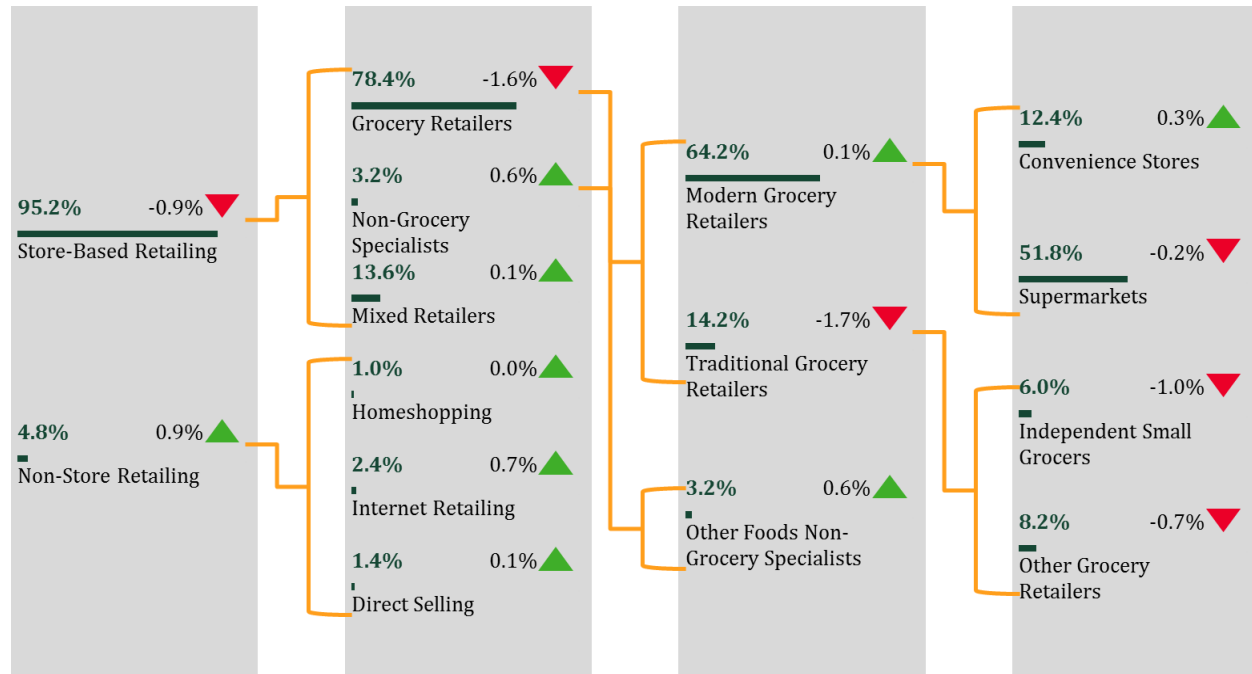 95.2% -0.9%
Store-Based Retailing
4.8% 0.9%
Non-Store Retailing
78.4% -1.6%
Grocery Retailers
3.2% 0.6%
Non-Grocery
Specialists
13.6% 0.1%
Mixed Retailers
1.0% 0.0%
Homeshopping
2.4% 0.7%
Internet Retailing
1.4% 0.1%
Direct Selling
64.2% 0.1%
Modern Grocery
Retailers
14.2% -1.7%
Traditional Grocery
Retailers
3.2% 0.6%
Other Foods Non-
Grocery Specialists
12.4% 0.3%
Convenience Stores
51.8% -0.2%
Supermarkets
6.0% -1.0%
Independent Small
Grocers
8.2% -0.7%
Other Grocery
Retailers